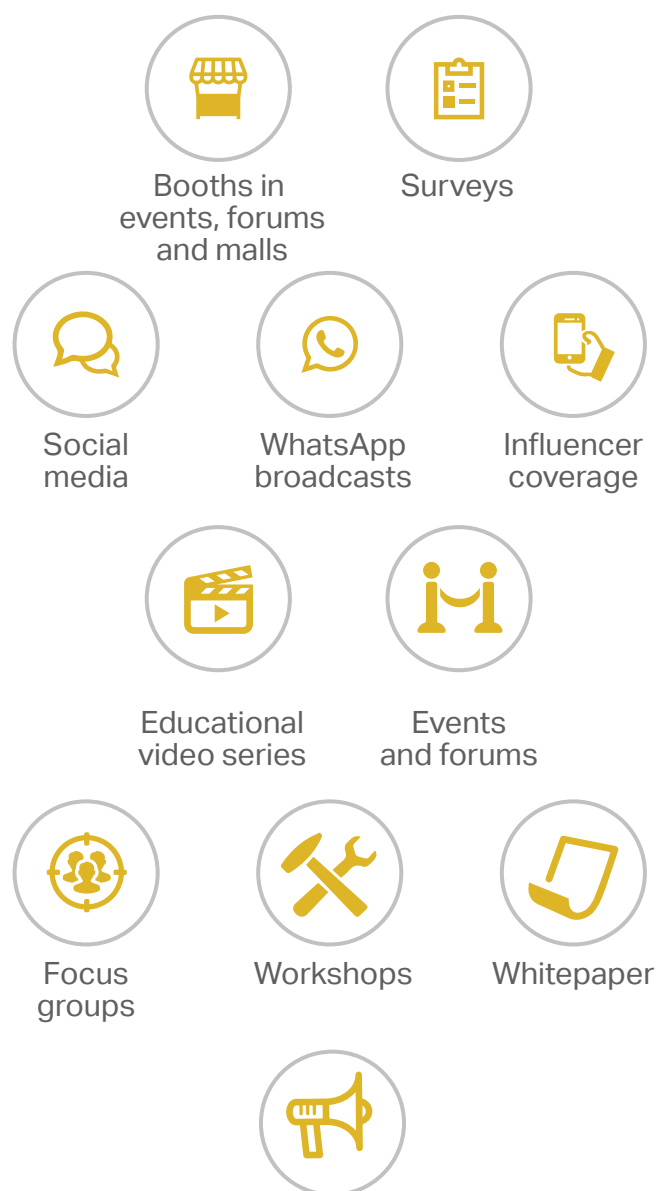 Booths in
events, forums
and malls
Surveys
Social
media
WhatsApp
broadcasts
Influencer
coverage
Educational
video series
Events
and forums
Focus
groups
Workshops
Whitepaper